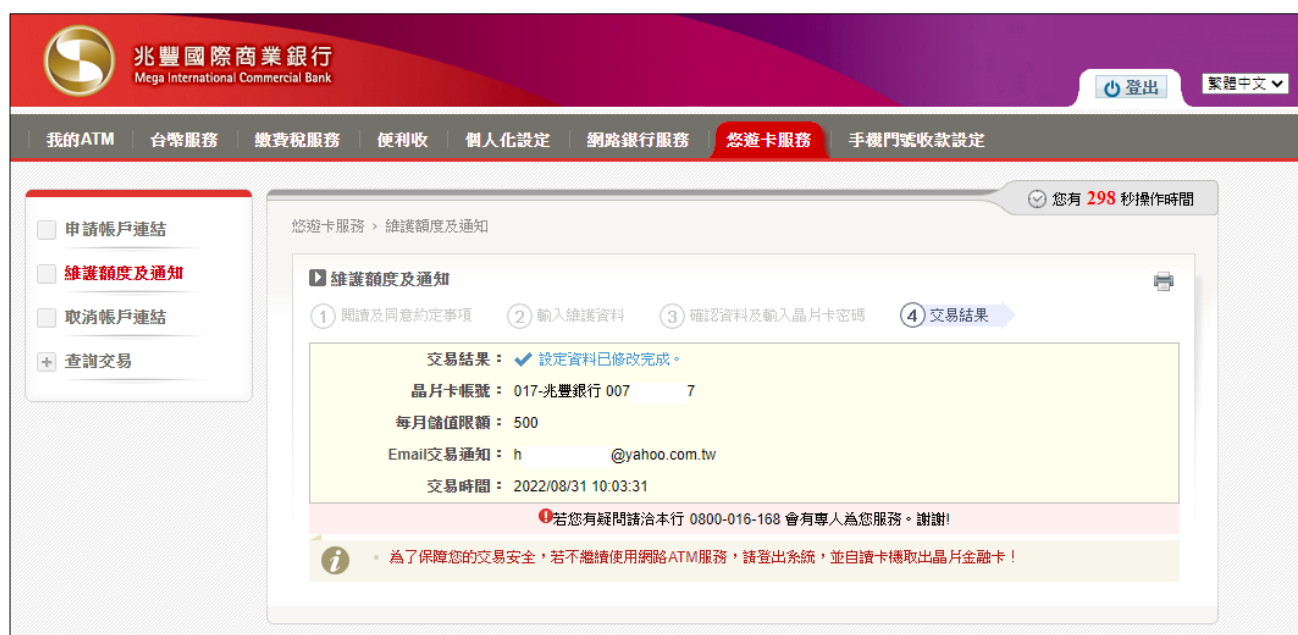 兆豐國際商業銀行
Mega International Commercial Bank
登出
繁體中文
我的ATM 台幣服務 繳費稅服務 便利收 個人化設定 網路銀行服務 悠遊卡服務 手機門號收款設定
您有 298 秒操作時間
申請帳戶連結
維護額度及通知
取消帳戶連結
查詢交易
悠遊卡服務 › 維護額度及通知
維護額度及通知
1 閱讀及同意約定事項 2 輸入維護資料 3 確認資料及輸入晶片卡密碼 4 交易結果
交易結果： 設定資料已修改完成。
晶片卡帳號： 017-兆豐銀行 007 7
每月儲值限額： 500
Email交易通知： h @yahoo.com.tw
交易時間： 2022/08/31 10:03:31
若您有疑問請洽本行 0800-016-168 會有專人為您服務。謝謝!
為了保障您的交易安全，若不繼續使用網路ATM服務，請登出系統，並自讀卡機取出晶片金融卡！